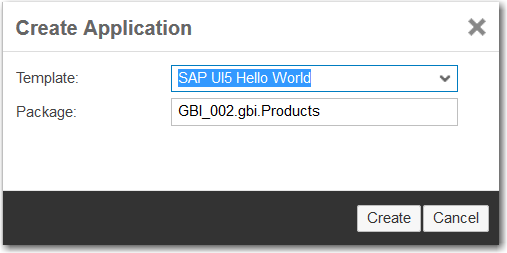 Create Application
Template: SAP UI5 Hello World
Package: GBI_002.gbi.Products
Create Cancel